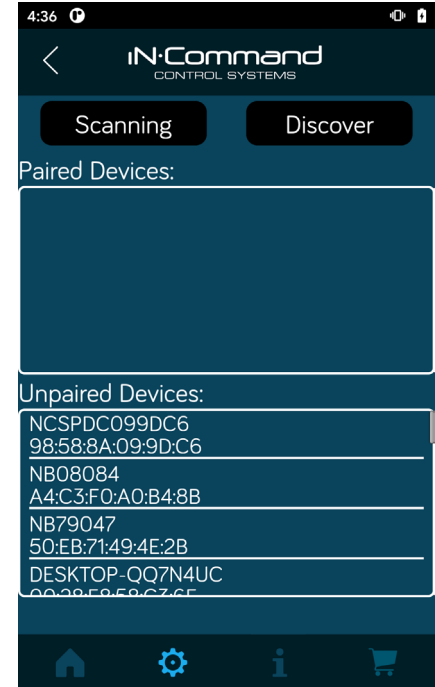 4:36
iN·Command
CONTROL SYSTEMS
Scanning
Discover
Paired Devices:
Unpaired Devices:
NCSPDC099DC6
98:58:8A:09:9D:C6
NB08084
A4:C3:F0:A0:B4:8B
NB79047
50:EB:71:49:4E:2B
DESKTOP-QQ7N4UC